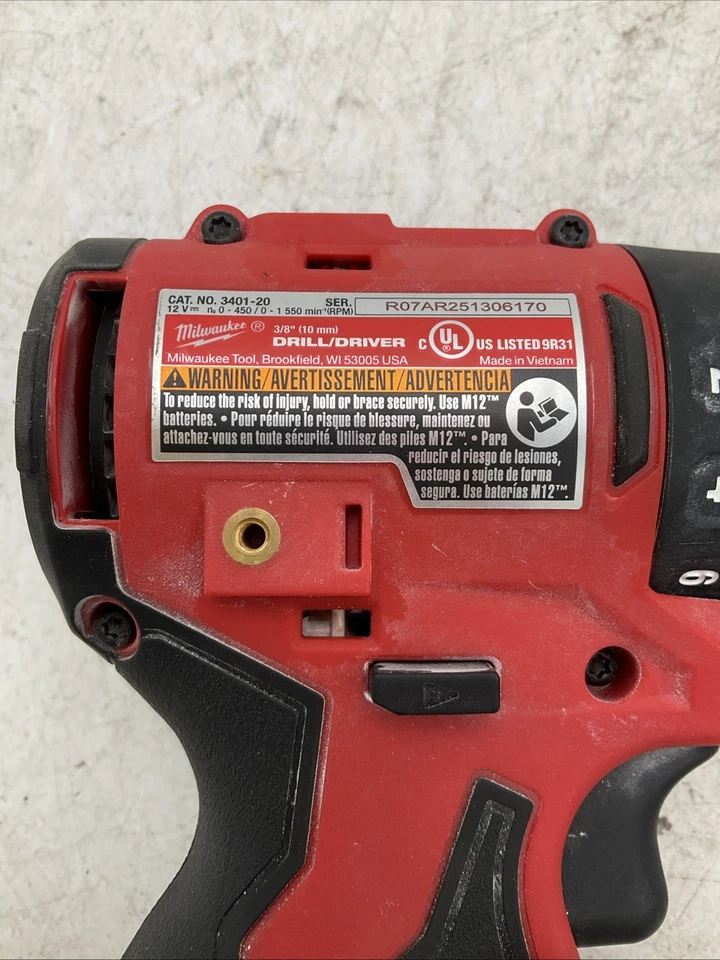 CAT. NO. 3401-20 SER. R07AR251306170
12 V⎓ n₀ 0 - 450 / 0 - 1 550 min⁻¹(RPM)
Milwaukee ® 3/8" (10 mm)
DRILL/DRIVER C UL US LISTED 9R31
Milwaukee Tool, Brookfield, WI 53005 USA Made in Vietnam
WARNING/AVERTISSEMENT/ADVERTENCIA
To reduce the risk of injury, hold or brace securely. Use M12™
batteries. • Pour réduire le risque de blessure, maintenez ou
attachez-vous en toute sécurité. Utilisez des piles M12™. • Para
reducir el riesgo de lesiones,
sostenga o sujete de forma
segura. Use baterías M12™.
6